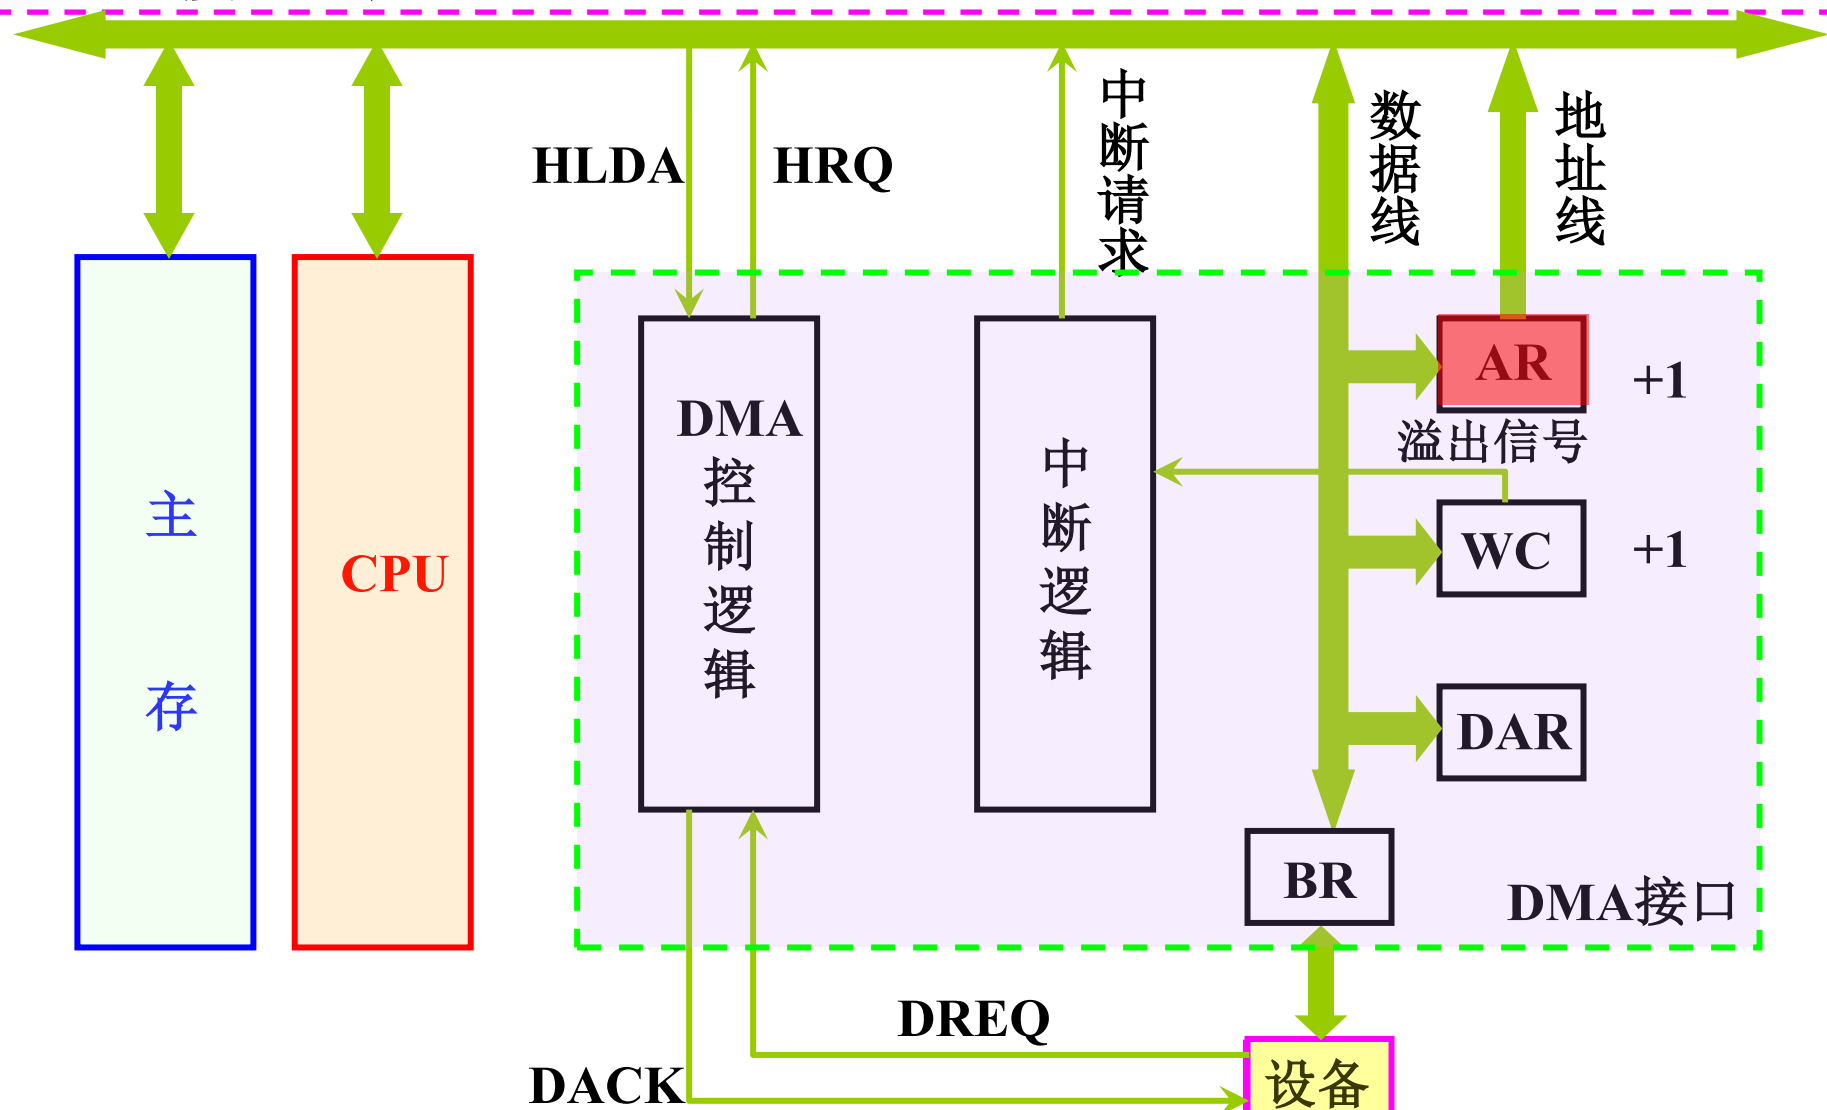 HLDA
HRQ
中断请求
数据线
地址线
主存
CPU
DMA控制逻辑
中断逻辑
AR
+1
溢出信号
WC
+1
DAR
BR
DMA接口
DREQ
DACK
设备